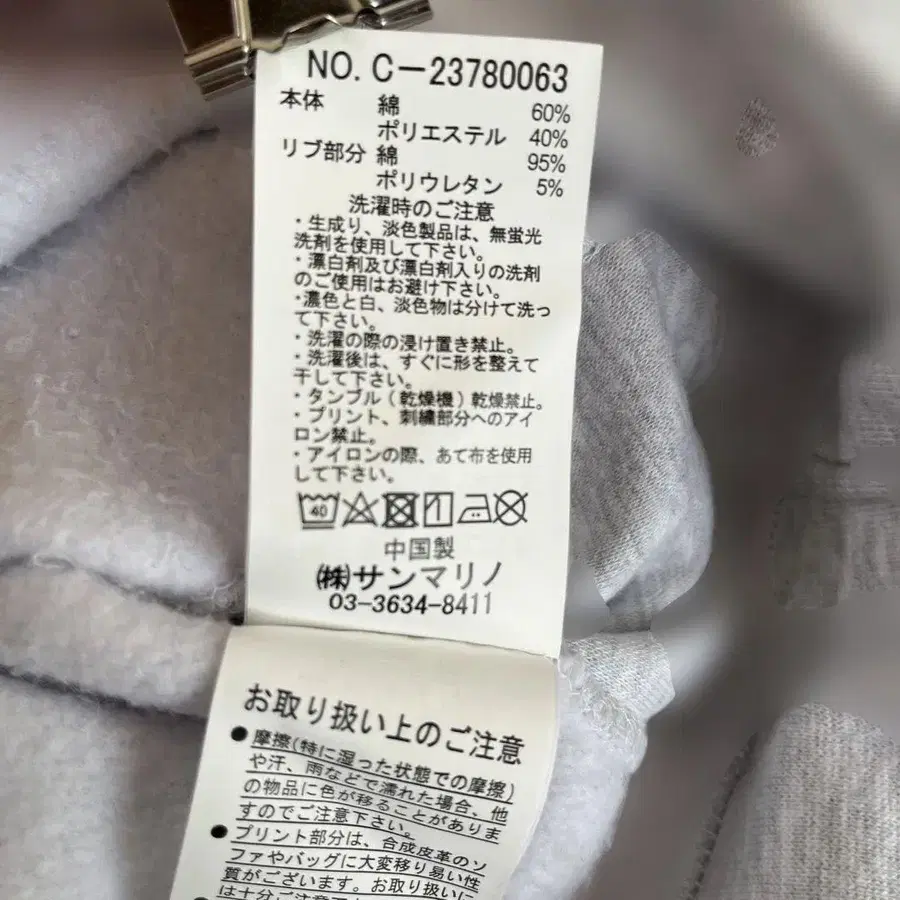 NO. C−23780063
本体 綿 60%
ポリエステル 40%
リブ部分 綿 95%
ポリウレタン 5%
洗濯時のご注意
・生成り、淡色製品は、無蛍光
洗剤を使用して下さい。
・漂白剤及び漂白剤入りの洗剤
のご使用はお避け下さい。
・濃色と白、淡色物は分けて洗っ
て下さい。
・洗濯の際の浸け置き禁止。
・洗濯後は、すぐに形を整えて
干して下さい。
・タンブル(乾燥機)乾燥禁止。
・プリント、刺繍部分へのアイ
ロン禁止。
・アイロンの際、あて布を使用
して下さい。
40
中国製
㈱サンマリノ
03-3634-8411
お取り扱い上のご注意
●摩擦(特に湿った状態での摩擦)
や汗、雨などで濡れた場合、他
の物品に色が移ることがありま
すのでご注意下さい。
●プリント部分は、合成皮革のソ
ファやバッグに大変移り易い性
質がございます。お取り扱いに
は十分ご注意下さ